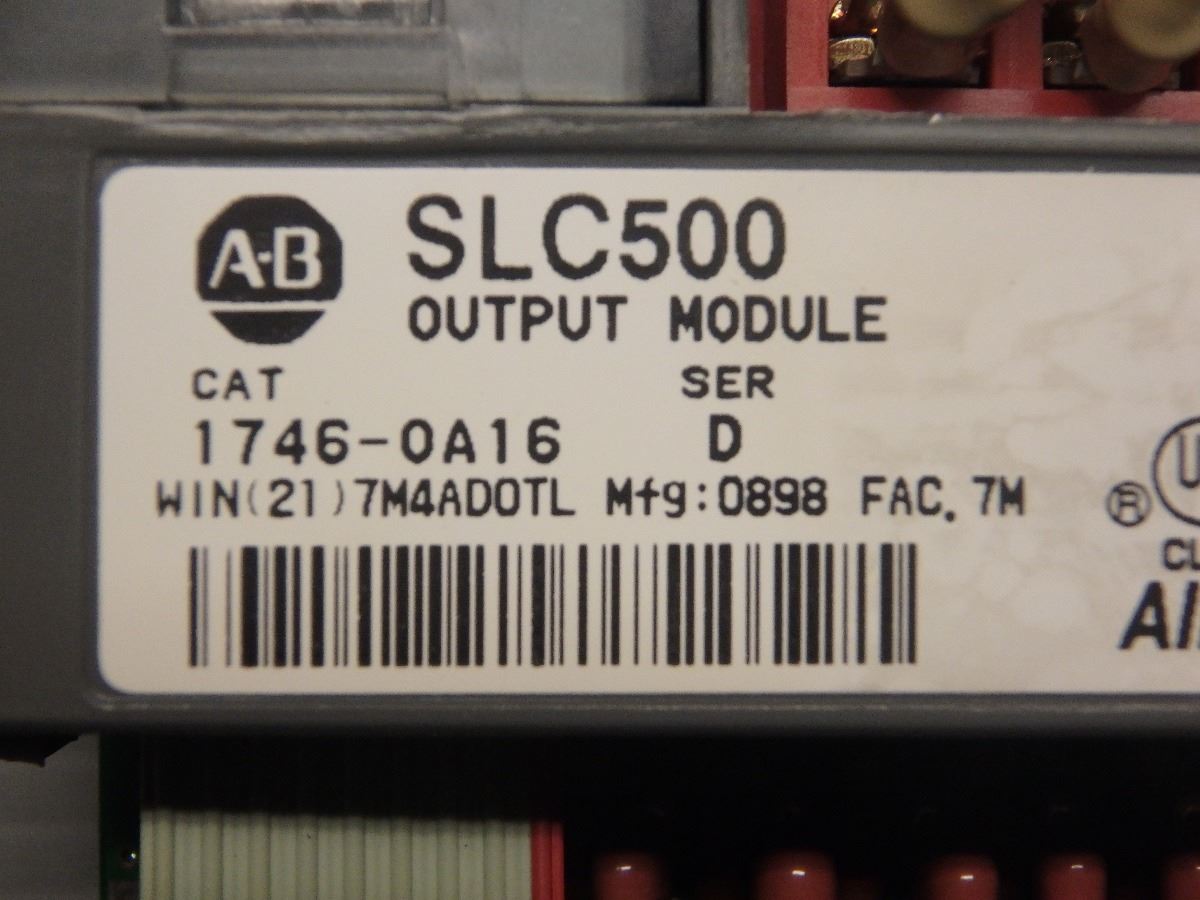 A-B
SLC500
OUTPUT MODULE
CAT SER
1746-OA16 D
WIN(21)7M4ADOTL Mfg:0898 FAC. 7M
®